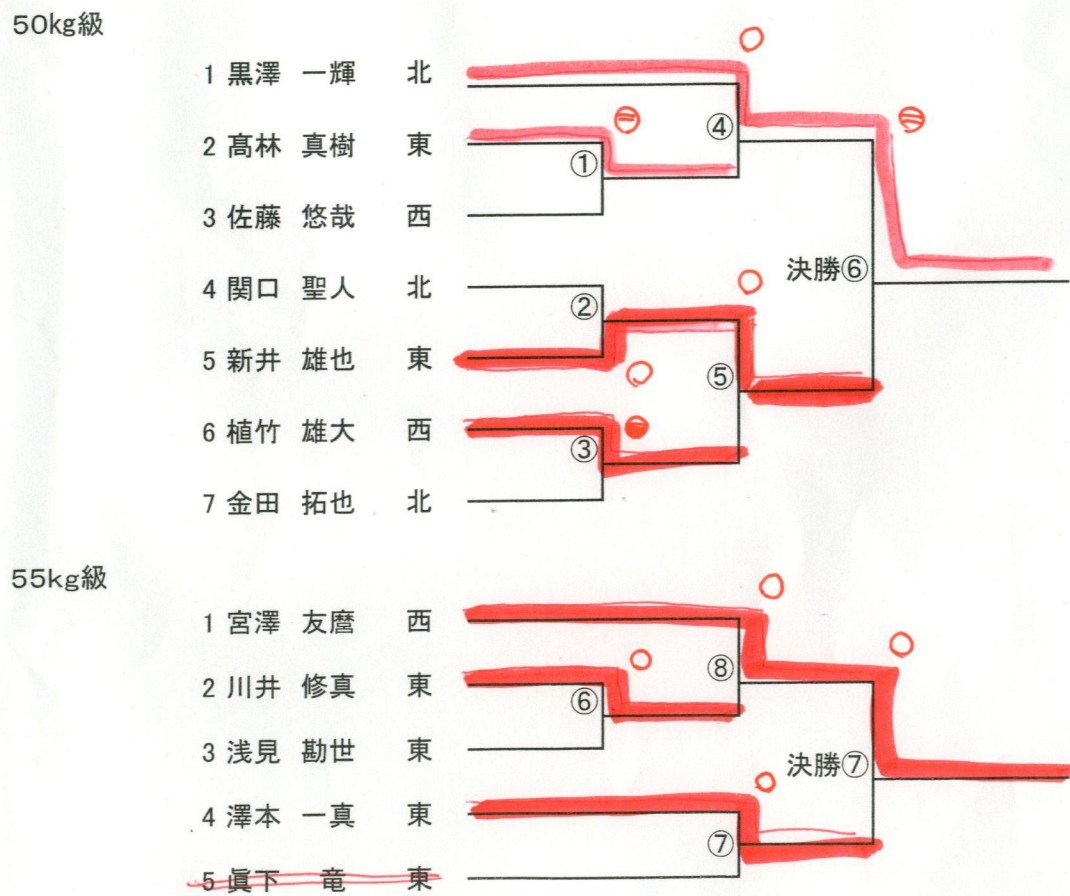 50kg級
1 黒澤 一輝 北
④
2 髙林 真樹 東
①
3 佐藤 悠哉 西
決勝⑥
4 関口 聖人 北
②
5 新井 雄也 東
⑤
6 植竹 雄大 西
③
7 金田 拓也 北
55kg級
1 宮澤 友麿 西
⑧
2 川井 修真 東
⑥
3 浅見 勘世 東
決勝⑦
4 澤本 一真 東
⑦
5 眞下 竜 東